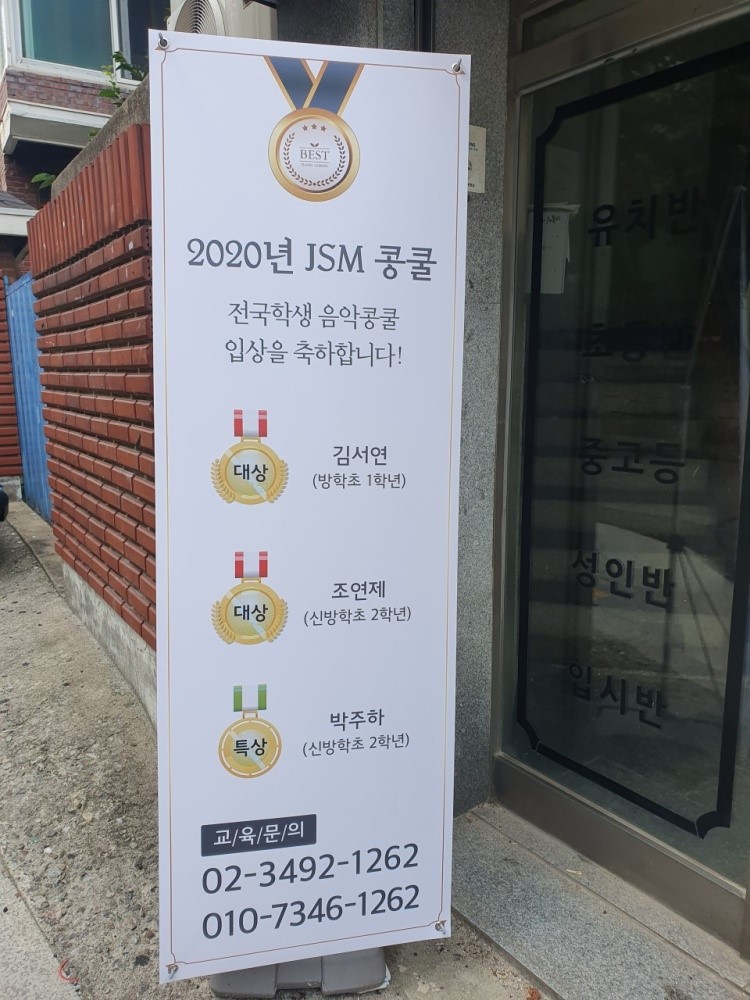 BEST
2020년 JSM 콩쿨
전국학생 음악콩쿨
입상을 축하합니다!
대상
김서연
(방학초 1학년)
대상
조연제
(신방학초 2학년)
특상
박주하
(신방학초 2학년)
교/육/문/의
02-3492-1262
010-7346-1262
유치반
초등반
중고등
성인반
입시반